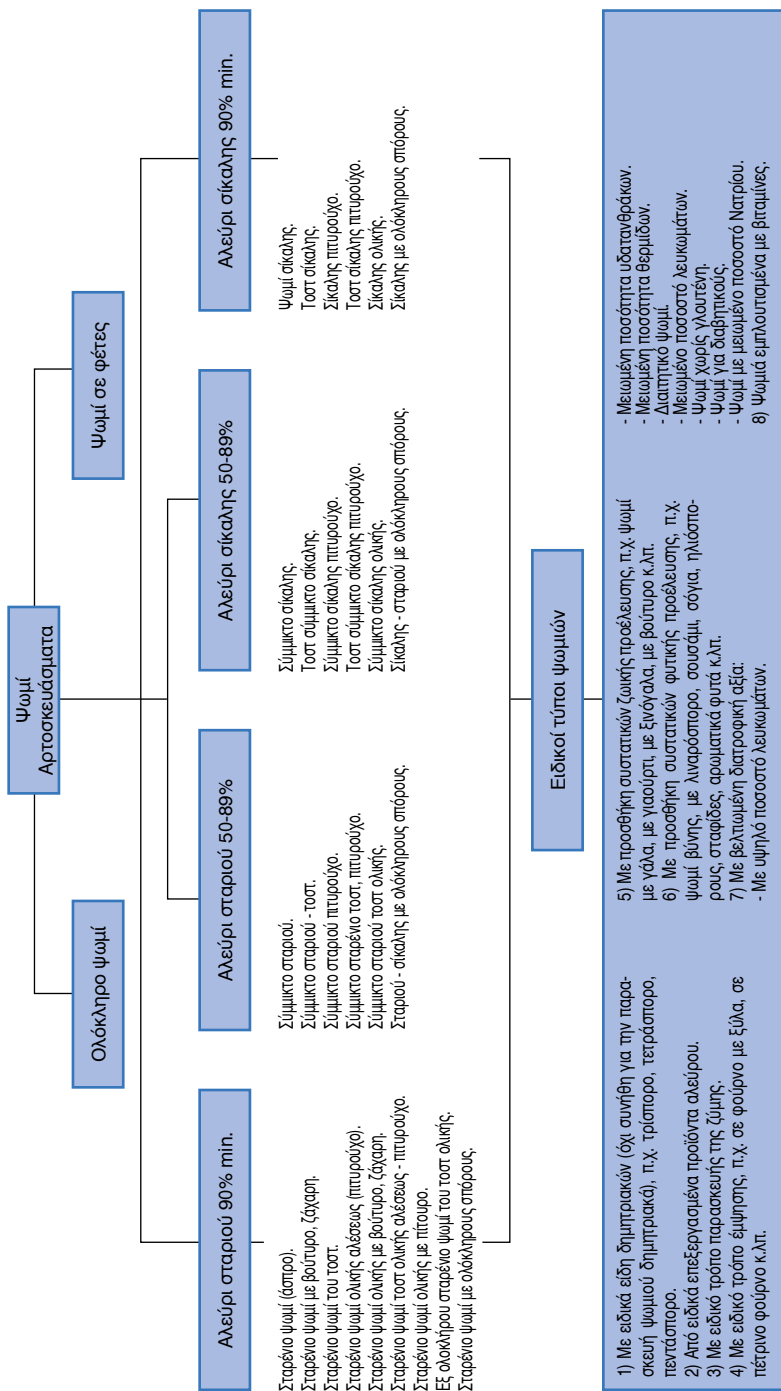 Ψωμί
Αρτοσκευάσματα
Ολόκληρο ψωμί
Ψωμί σε φέτες
Αλεύρι σταριού 90% min.
Αλεύρι σταριού 50-89%
Αλεύρι σίκαλης 50-89%
Αλεύρι σίκαλης 90% min.
Σταρένιο ψωμί (άσπρο).
Σταρένιο ψωμί με βούτυρο, ζάχαρη.
Σταρένιο ψωμί του τοστ.
Σταρένιο ψωμί ολικής αλέσεως (πιτυρούχο).
Σταρένιο ψωμί ολικής με βούτυρο, ζάχαρη.
Σταρένιο ψωμί τοστ ολικής αλέσεως - πιτυρούχο.
Σταρένιο ψωμί ολικής με πίτουρο.
Εξ ολοκλήρου σταρένιο ψωμί του τοστ ολικής.
Σταρένιο ψωμί με ολόκληρους σπόρους.
Σύμμικτο σταριού.
Σύμμικτο σταριού - τοστ.
Σύμμικτο σταριού πιτυρούχο.
Σύμμικτο σταρένιο τοστ, πιτυρούχο.
Σύμμικτο σταριού τοστ ολικής.
Σταριού - σίκαλης με ολόκληρους σπόρους.
Σύμμικτο σίκαλης.
Τοστ σύμμικτο σίκαλης.
Σύμμικτο σίκαλης πιτυρούχο.
Τοστ σύμμικτο σίκαλης πιτυρούχο.
Σύμμικτο σίκαλης ολικής.
Σίκαλης - σταριού με ολόκληρους σπόρους.
Ψωμί σίκαλης.
Τοστ σίκαλης.
Σίκαλης πιτυρούχο.
Τοστ σίκαλης πιτυρούχο.
Σίκαλης ολικής.
Σίκαλης με ολόκληρους σπόρους.
Ειδικοί τύποι ψωμιών
1) Με ειδικά είδη δημητριακών (όχι συνήθη για την παρα-
σκευή ψωμιού δημητριακά), π.χ. τρίσπορο, τετράσπορο,
πεντάσπορο.
2) Από ειδικά επεξεργασμένα προϊόντα αλεύρου.
3) Με ειδικό τρόπο παρασκευής της ζύμης.
4) Με ειδικό τρόπο έμψησης, π.χ. σε φούρνο με ξύλα, σε
πέτρινο φούρνο κ.λπ.
5) Με προσθήκη συστατικών ζωικής προέλευσης, π.χ. ψωμί
με γάλα, με γιαούρτι, με ξινόγαλα, με βούτυρο κ.λπ.
6) Με προσθήκη συστατικών φυτικής προέλευσης, π.χ.
ψωμί βύνης, με λιναρόσπορο, σουσάμι, σόγια, ηλιόσπο-
ρους, σταφίδες, αρωματικά φυτά κ.λπ.
7) Με βελτιωμένη διατροφική αξία:
- Με υψηλό ποσοστό λευκωμάτων.
- Μειωμένη ποσότητα υδατανθράκων.
- Μειωμένη ποσότητα θερμίδων.
- Διαιτητικό ψωμί.
- Μειωμένο ποσοστό λευκωμάτων.
- Ψωμί χωρίς γλουτένη.
- Ψωμί για διαβητικούς.
- Ψωμί με μειωμένο ποσοστό Νατρίου.
8) Ψωμιά εμπλουτισμένα με βιταμίνες.